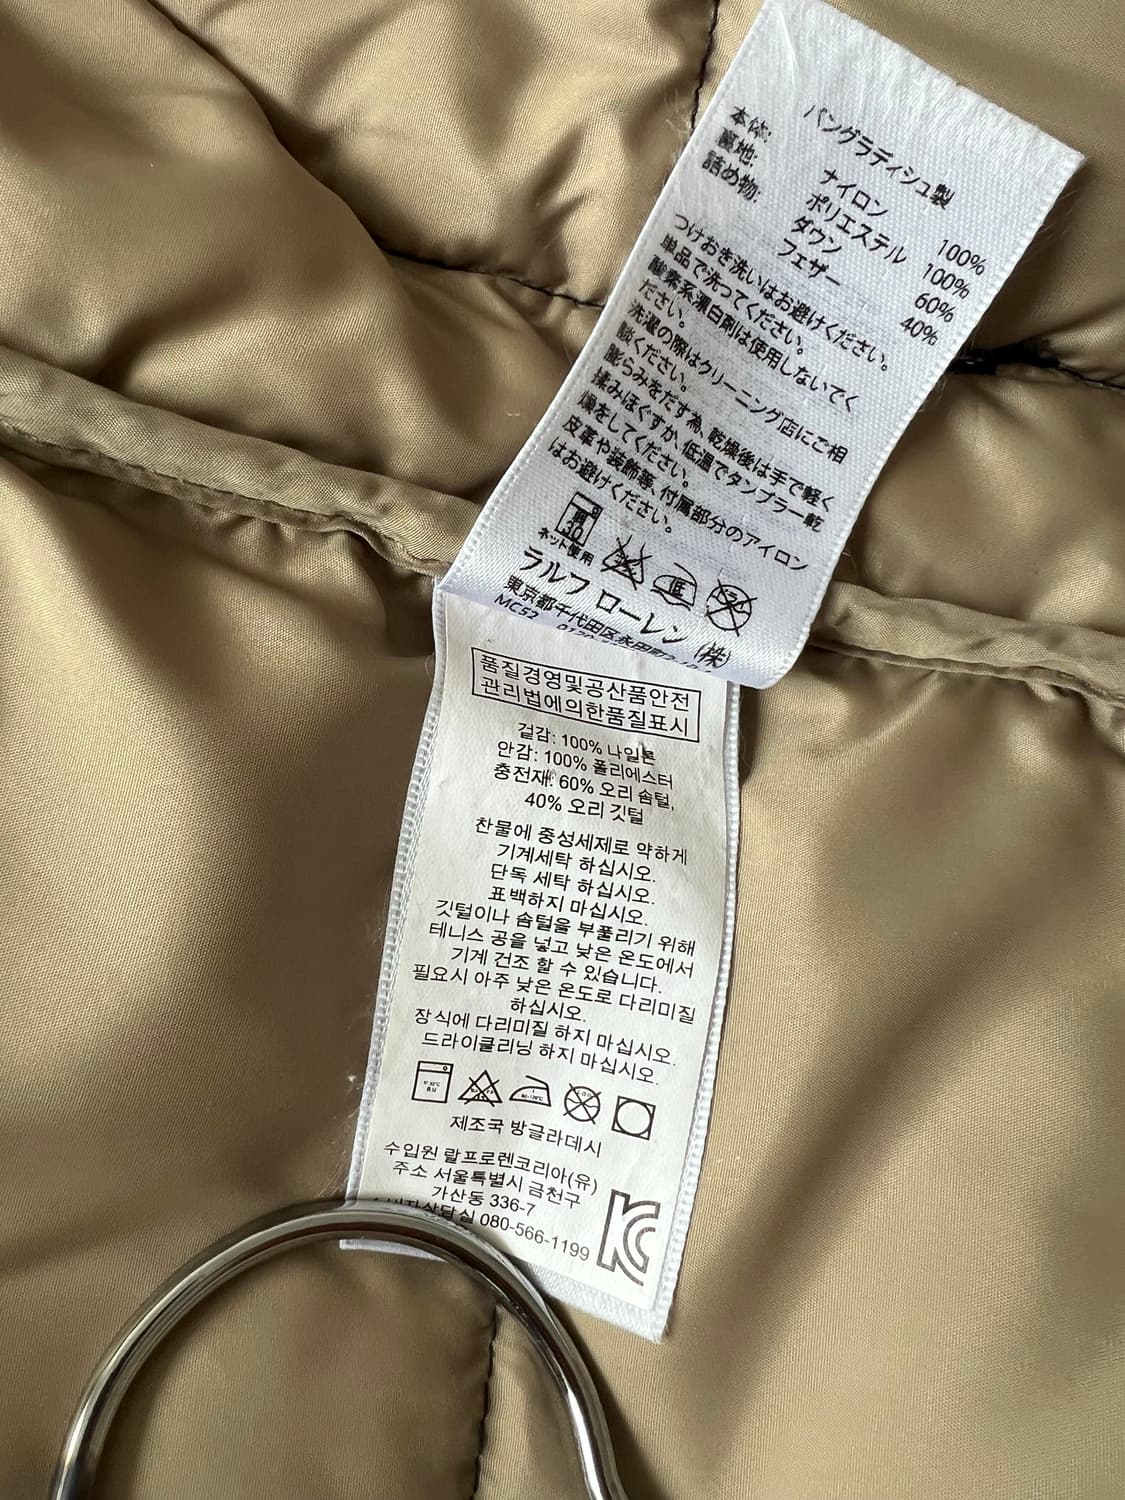 バングラディシュ製
本体: ナイロン 100%
裏地: ポリエステル 100%
詰め物: ダウン 60%
フェザー 40%
つけおき洗いはお避けください。
単品で洗ってください。
酸素系漂白剤は使用しないでく
ださい。
洗濯の際はクリーニング店にご相
談ください。
膨らみをだす為、乾燥後は手で軽く
揉みほぐすか、低温でタンブラー乾
燥をしてください。
皮革や装飾等、付属部分のアイロン
はお避けください。
30
低
ネット使用
ラルフ ローレン (株)
東京都千代田区永田町
MC52 0120
품질경영및공산품안전
관리법에의한품질표시
겉감: 100% 나일론
안감: 100% 폴리에스터
충전재: 60% 오리 솜털,
40% 오리 깃털
찬물에 중성세제로 약하게
기계세탁 하십시오.
단독 세탁 하십시오.
표백하지 마십시오.
깃털이나 솜털을 부풀리기 위해
테니스 공을 넣고 낮은 온도에서
기계 건조 할 수 있습니다.
필요시 아주 낮은 온도로 다리미질
하십시오.
장식에 다리미질 하지 마십시오.
드라이클리닝 하지 마십시오.
제조국 방글라데시
수입원 랄프로렌코리아(유)
주소 서울특별시 금천구
가산동 336-7
080-566-1199